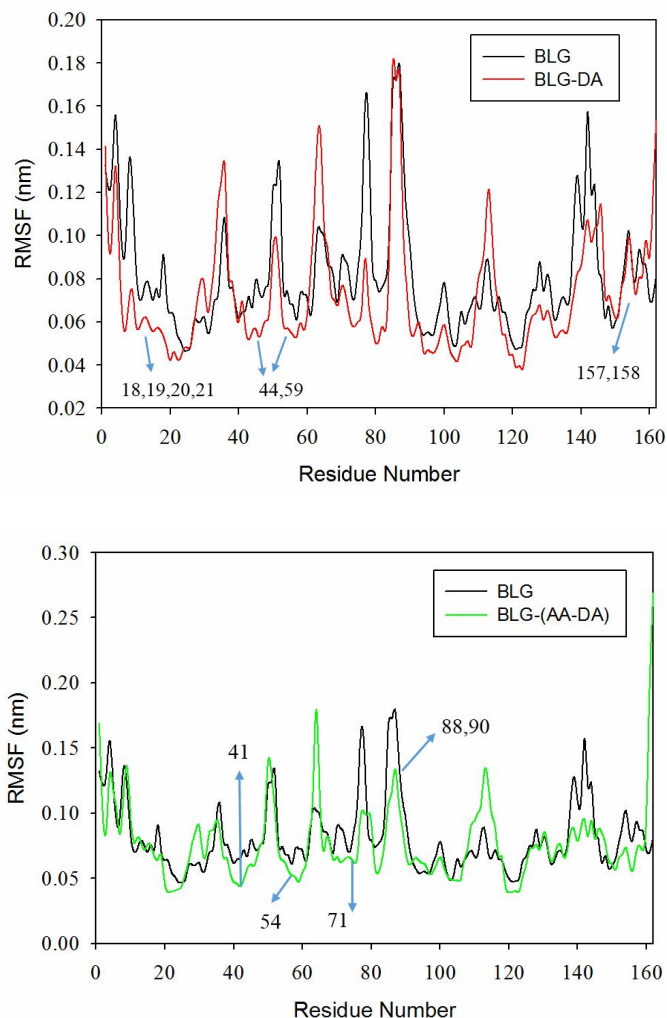 0.20
0.18
0.16
0.14
0.12
0.10
0.08
0.06
0.04
0.02
RMSF (nm)
BLG
BLG-DA
18,19,20,21
44,59
157,158
0 20 40 60 80 100 120 140 160
Residue Number
0.30
0.25
0.20
0.15
0.10
0.05
0.00
RMSF (nm)
BLG
BLG-(AA-DA)
88,90
41
54
71
0 20 40 60 80 100 120 140 160
Residue Number